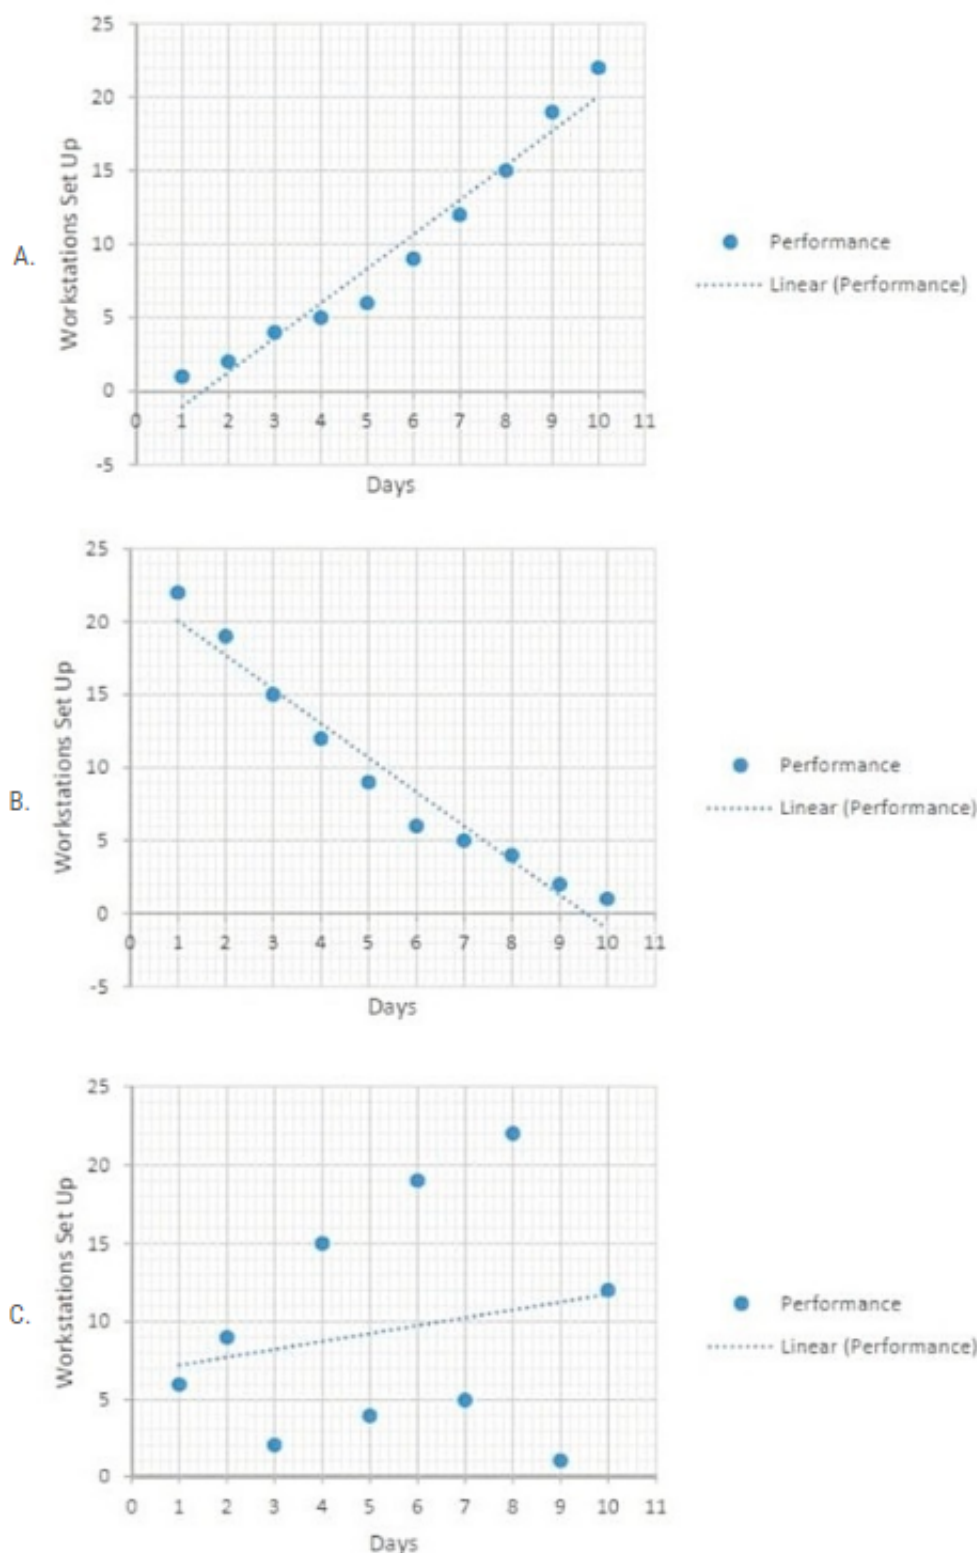 A.
Workstations Set Up
25
20
15
10
5
0
-5
0 1 2 3 4 5 6 7 8 9 10 11
Days
Performance
Linear (Performance)
B.
Workstations Set Up
25
20
15
10
5
0
-5
0 1 2 3 4 5 6 7 8 9 10 11
Days
Performance
Linear (Performance)
C.
Workstations Set Up
25
20
15
10
5
0
0 1 2 3 4 5 6 7 8 9 10 11
Days
Performance
Linear (Performance)